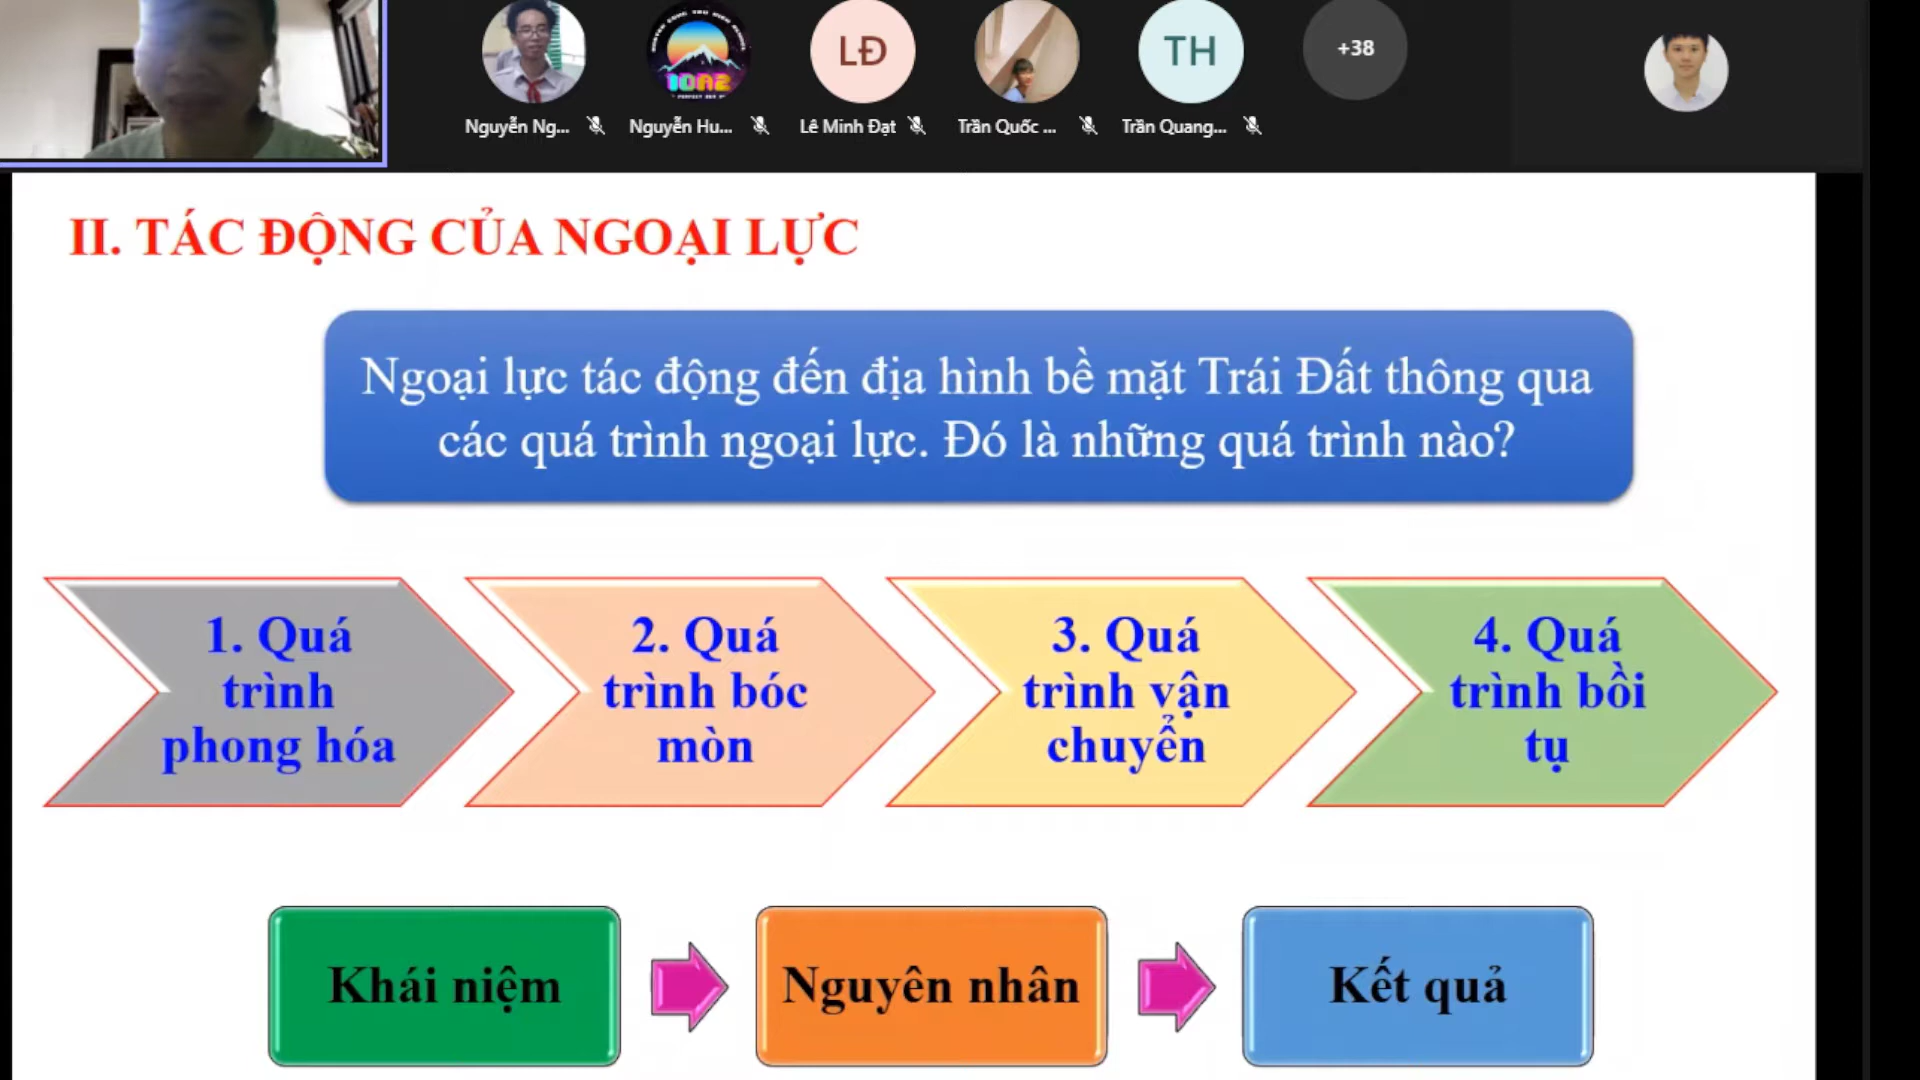 LĐ
TH
+38
10A2
Nguyễn Ng...
Nguyễn Hu...
Lê Minh Đạt
Trần Quốc ...
Trần Quang...
II. TÁC ĐỘNG CỦA NGOẠI LỰC
Ngoại lực tác động đến địa hình bề mặt Trái Đất thông qua
các quá trình ngoại lực. Đó là những quá trình nào?
1. Quá
trình
phong hóa
2. Quá
trình bóc
mòn
3. Quá
trình vận
chuyển
4. Quá
trình bồi
tụ
Khái niệm
Nguyên nhân
Kết quả